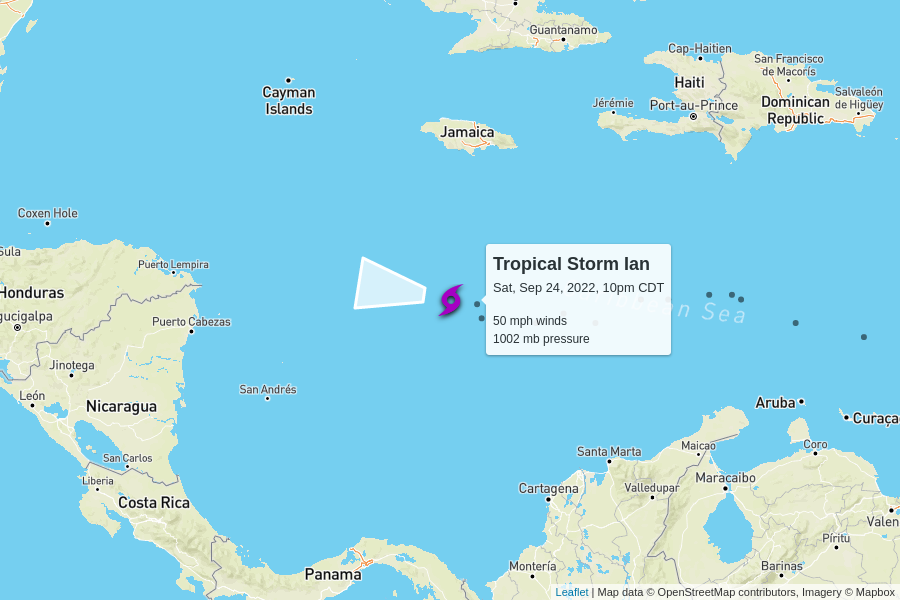 Guantanamo
Cap-Haitien
San Francisco
de Macorís
Cayman
Islands
Haiti
Salvaleón
de Higüey
Jérémie
Port-au-Prince
Dominican
Republic
Jamaica
Coxen Hole
Sula
Puerto Lempira
Honduras
gucigalpa
Puerto Cabezas
Tropical Storm Ian
Sat, Sep 24, 2022, 10pm CDT
50 mph winds
1002 mb pressure
Sea
Jinotega
León
San Andrés
Nicaragua
Aruba
Curaça
San Carlos
Liberia
Costa Rica
Santa Marta
Maicao
Coro
Cartagena
Valledupar
Maracaibo
Valen
Píritu
Panama
Montería
Barinas
Leaflet | Map data © OpenStreetMap contributors, Imagery © Mapbox